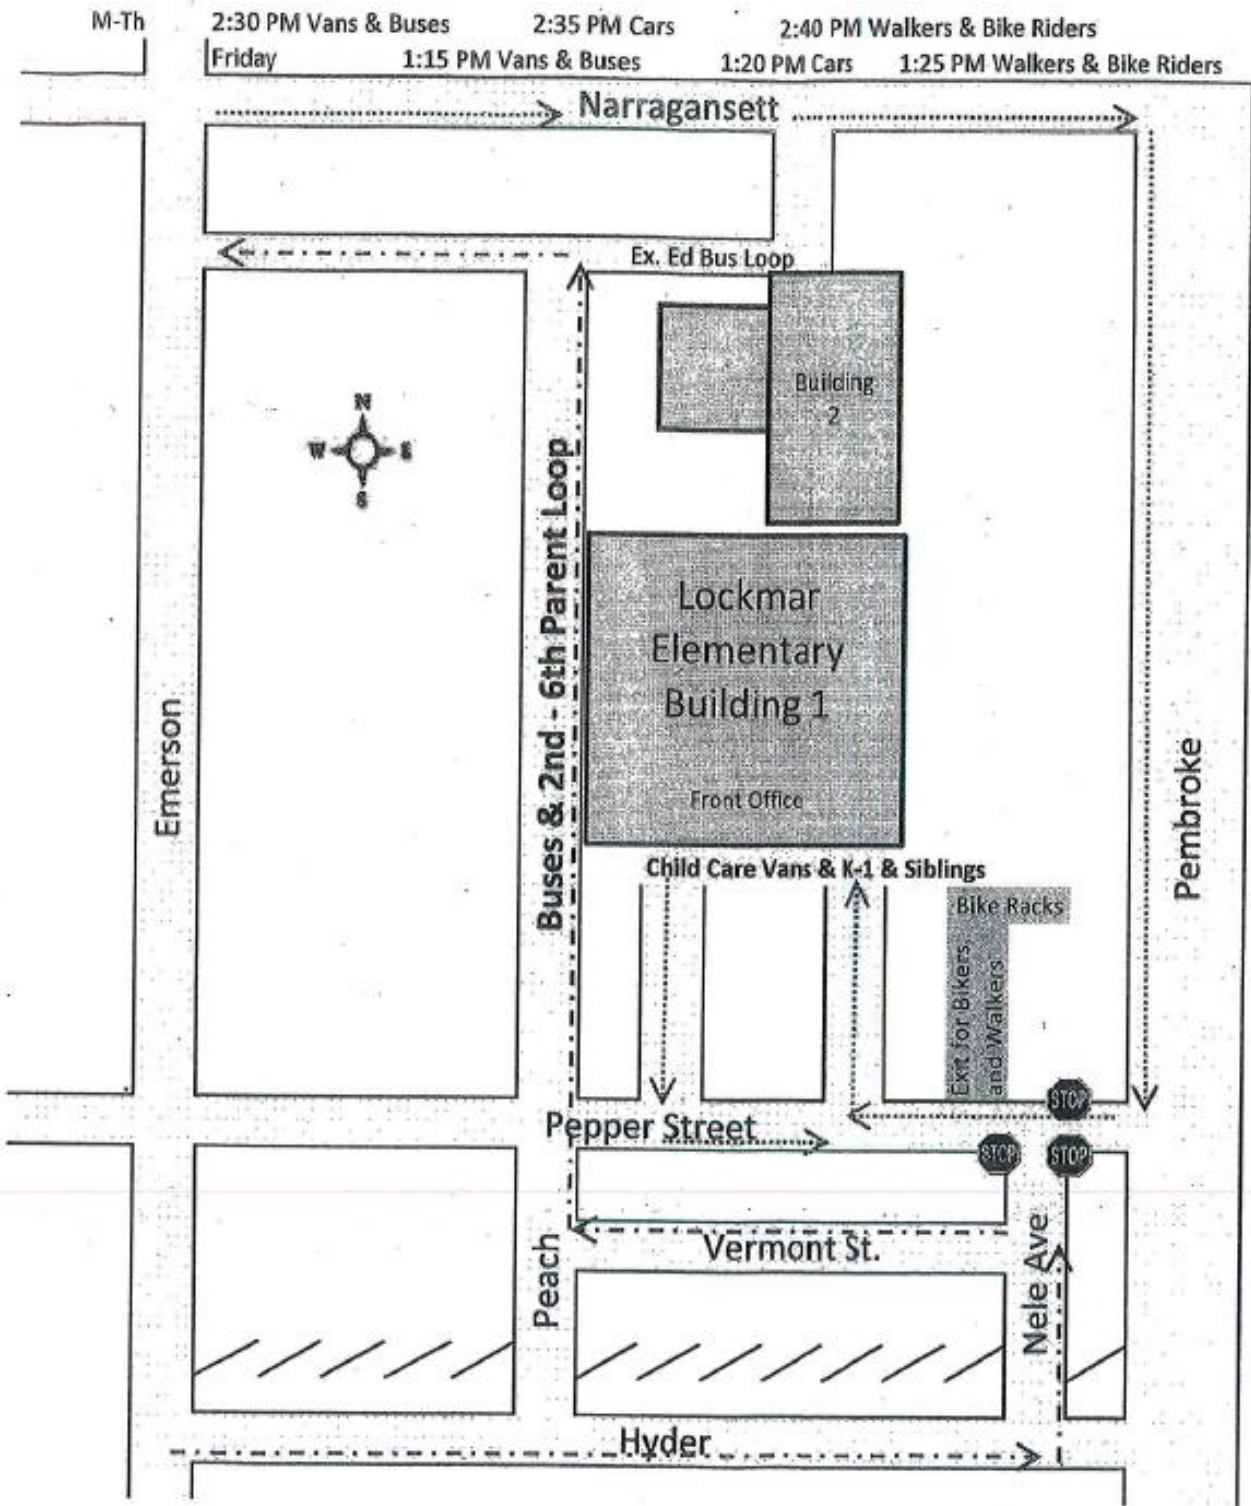 M-Th 2:30 PM Vans & Buses 2:35 PM Cars 2:40 PM Walkers & Bike Riders
Friday 1:15 PM Vans & Buses 1:20 PM Cars 1:25 PM Walkers & Bike Riders
Narragansett
Ex. Ed Bus Loop
Building
2
N
W E
S
Buses & 2nd - 6th Parent Loop
Lockmar
Elementary
Building 1
Front Office
Emerson
Pembroke
Child Care Vans & K-1 & Siblings
Bike Racks
Exit for Bikers,
and Walkers
STOP
Pepper Street
STOP
STOP
Vermont St.
Peach
Nele Ave
Hyder